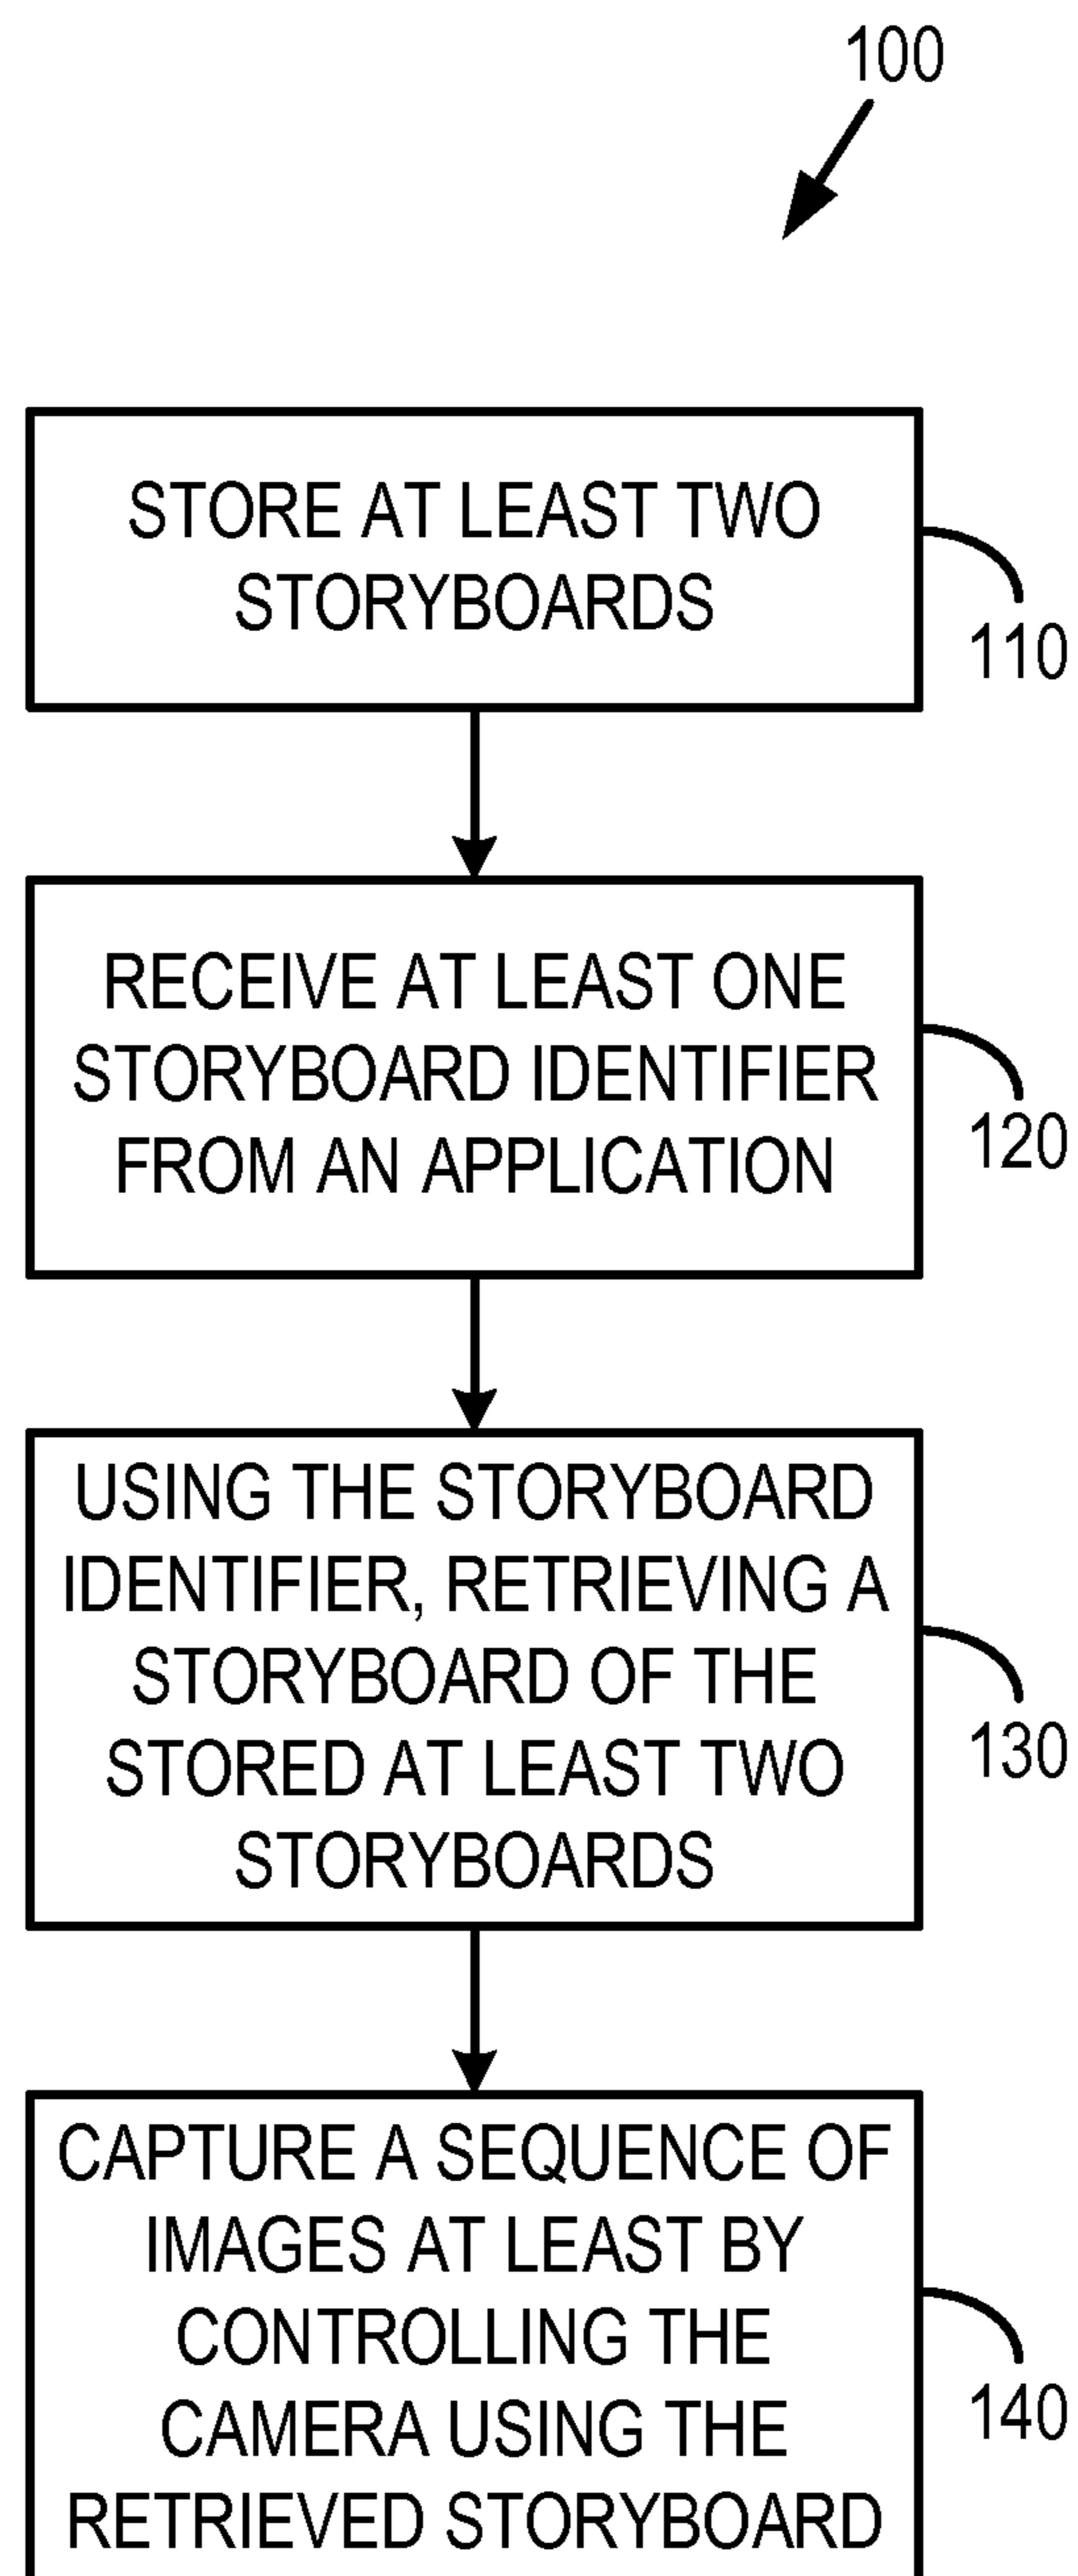 100
STORE AT LEAST TWO
STORYBOARDS
110
RECEIVE AT LEAST ONE
STORYBOARD IDENTIFIER
FROM AN APPLICATION
120
USING THE STORYBOARD
IDENTIFIER, RETRIEVING A
STORYBOARD OF THE
STORED AT LEAST TWO
STORYBOARDS
130
CAPTURE A SEQUENCE OF
IMAGES AT LEAST BY
CONTROLLING THE
CAMERA USING THE
RETRIEVED STORYBOARD
140